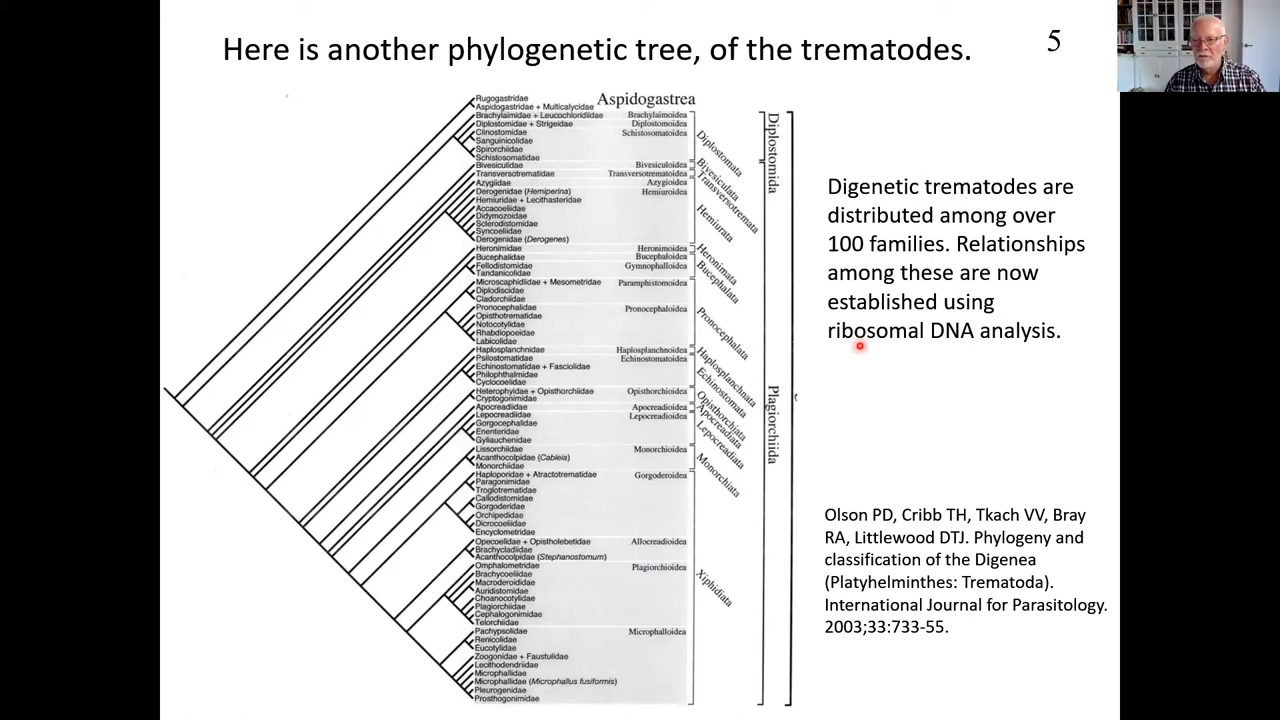 Here is another phylogenetic tree, of the trematodes.
5
Rugogastridae
Aspidogastrea
Aspidogastridae + Multicalycidae
Brachylaimidae + Leucochloridiidae
Brachylaimoidea
Diplostomidae + Strigeidae
Diplostomoidea
Clinostomidae
Schistosomatoidea
Sanguinicolidae
Spirorchiidae
Schistosomatidae
Diplostomata
Diplostomida
Bivesiculidae
Bivesiculoidea
Bivesiculata
Transversotrematidae
Transversotrematoidea
Transversotremata
Azygiidae
Azygioidea
Derogenidae (Hemiperina)
Hemiuroidea
Hemiuridae + Lecithasteridae
Accacoeliidae
Didymozoidae
Sclerodistomidae
Syncoeliidae
Derogenidae (Derogenes)
Hemiurata
Heronimidae
Heronimoidea
Heronimata
Bucephalidae
Bucephaloidea
Bucephalata
Fellodistomidae
Gymnophalloidea
Tandanicolidae
Microscaphidiidae + Mesometridae
Paramphistomoidea
Diplodiscidae
Cladorchiidae
Pronocephalidae
Pronocephaloidea
Opisthotrematidae
Notocotylidae
Rhabdiopoeidae
Labicolidae
Pronocephalata
Haplosplanchnidae
Haplosplanchnoidea
Haplosplanchnata
Psilostomatidae
Echinostomatoidea
Echinostomatidae + Fasciolidae
Philophthalmidae
Cyclocoelidae
Echinostomata
Heterophyidae + Opisthorchiidae
Opisthorchioidea
Cryptogonimidae
Opisthorchiata
Apocreadiidae
Apocreadioidea
Apocreadiata
Lepocreadiidae
Lepocreadioidea
Gorgocephalidae
Enenteridae
Gyliauchenidae
Lepocreadiata
Lissorchiidae
Monorchioidea
Acanthocolpidae (Cableia)
Monorchiidae
Monorchiata
Plagiorchiida
Haploporidae + Atractotrematidae
Gorgoderoidea
Paragonimidae
Troglotrematidae
Callodistomidae
Gorgoderidae
Orchipedidae
Dicrocoeliidae
Encyclometridae
Opecoelidae + Opistholebetidae
Allocreadioidea
Brachycladiidae
Acanthocolpidae (Stephanostomum)
Omphalometridae
Plagiorchioidea
Brachycoeliidae
Macroderoididae
Auridistomidae
Choanocotylidae
Plagiorchiidae
Cephalogonimidae
Telorchiidae
Xiphidiata
Pachypsolidae
Microphalloidea
Renicolidae
Eucotylidae
Zoogonidae + Faustulidae
Lecithodendriidae
Microphallidae
Microphallidae (Microphallus fusiformis)
Pleurogenidae
Prosthogonimidae
Digenetic trematodes are
distributed among over
100 families. Relationships
among these are now
established using
ribosomal DNA analysis.
Olson PD, Cribb TH, Tkach VV, Bray
RA, Littlewood DTJ. Phylogeny and
classification of the Digenea
(Platyhelminthes: Trematoda).
International Journal for Parasitology.
2003;33:733-55.